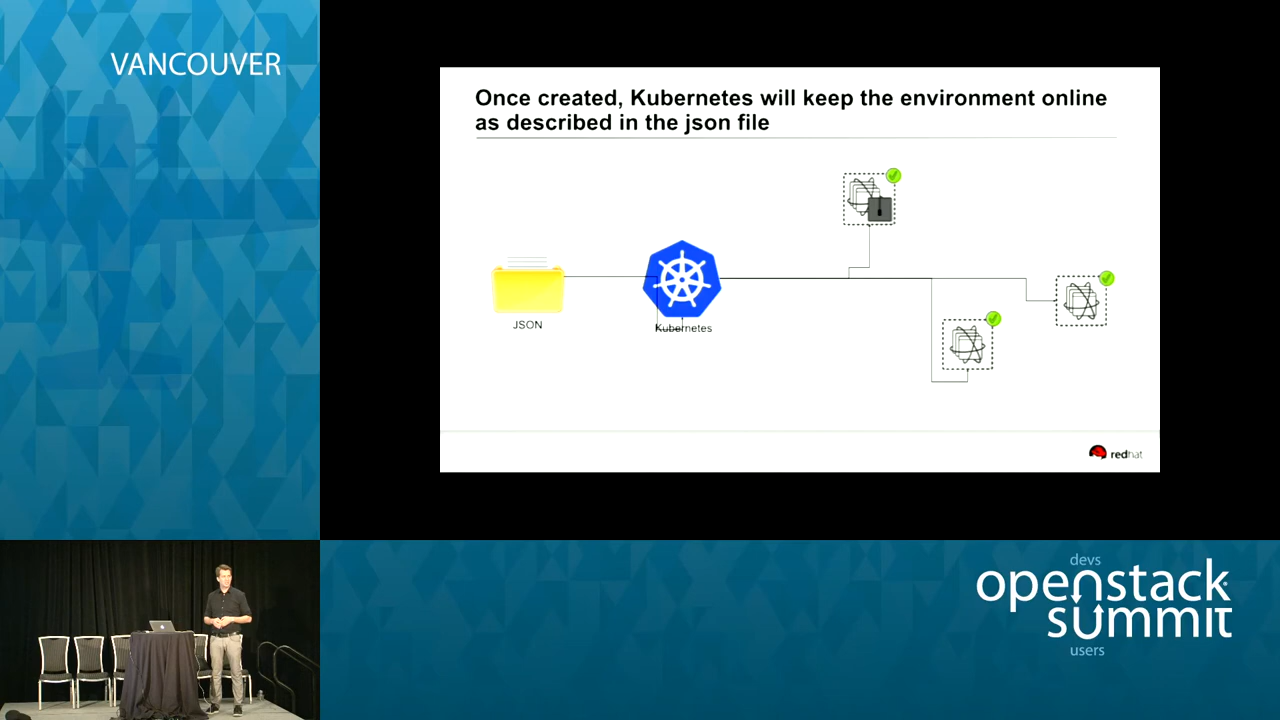 VANCOUVER
Once created, Kubernetes will keep the environment online
as described in the json file
JSON
Kubernetes
redhat
devs
openstack
summit
users